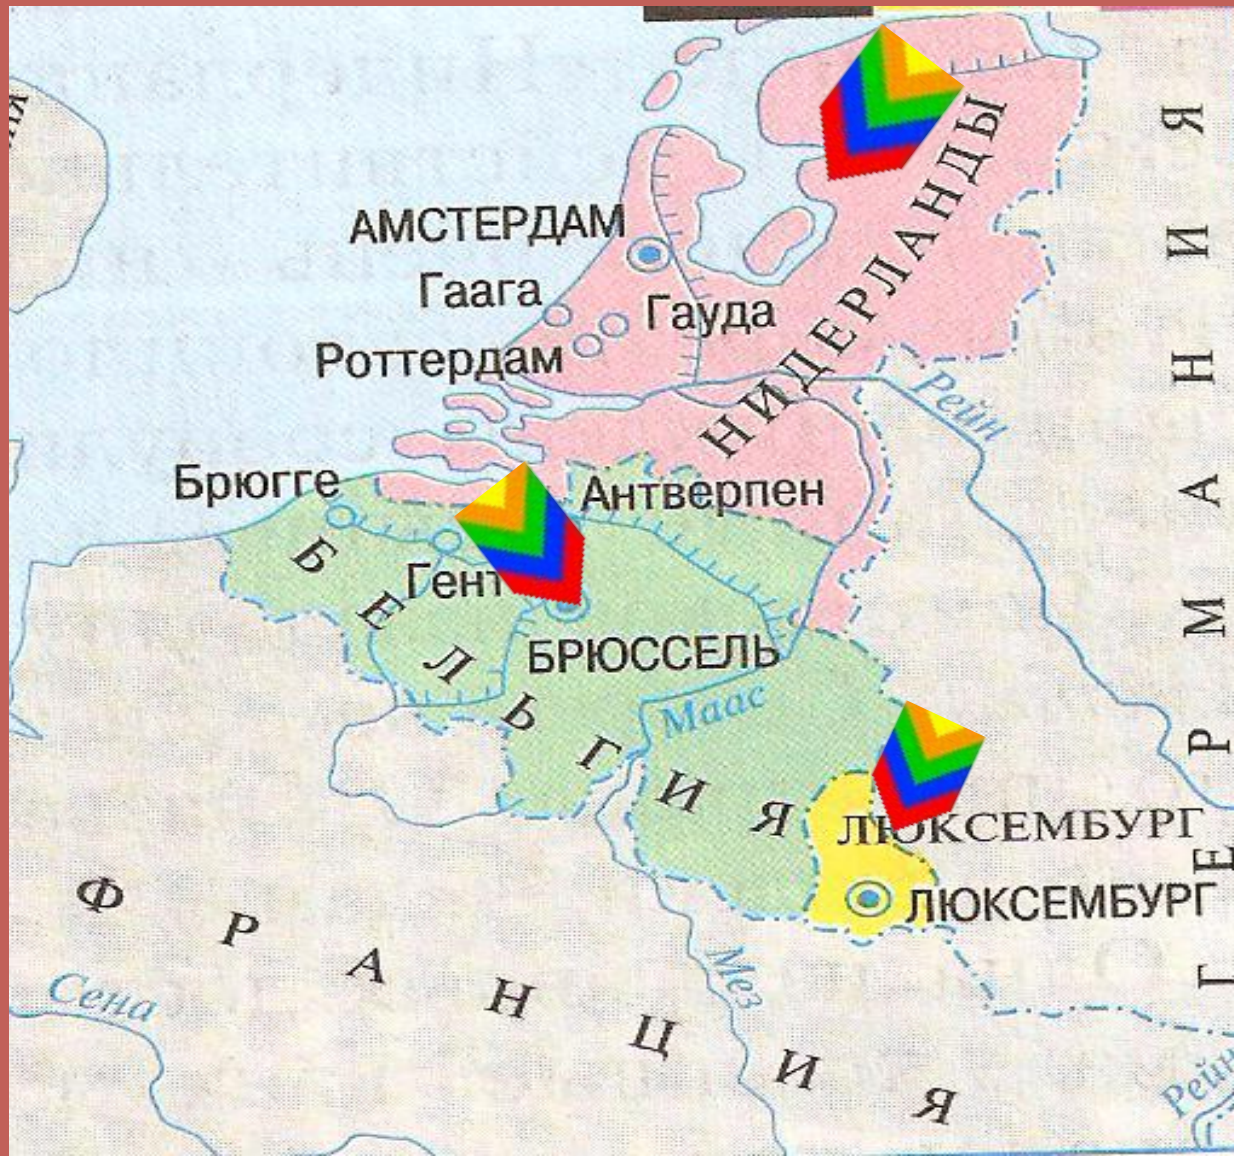 АМСТЕРДАМ
Гаага
Гауда
Роттердам
НИДЕРЛАНДЫ
Рейн
Брюгге
Антверпен
Гент
БРЮССЕЛЬ
БЕЛЬГИЯ
Маас
ЛЮКСЕМБУРГ
ЛЮКСЕМБУРГ
ГЕРМАНИЯ
ФРАНЦИЯ
Сена
Мез
Рейн